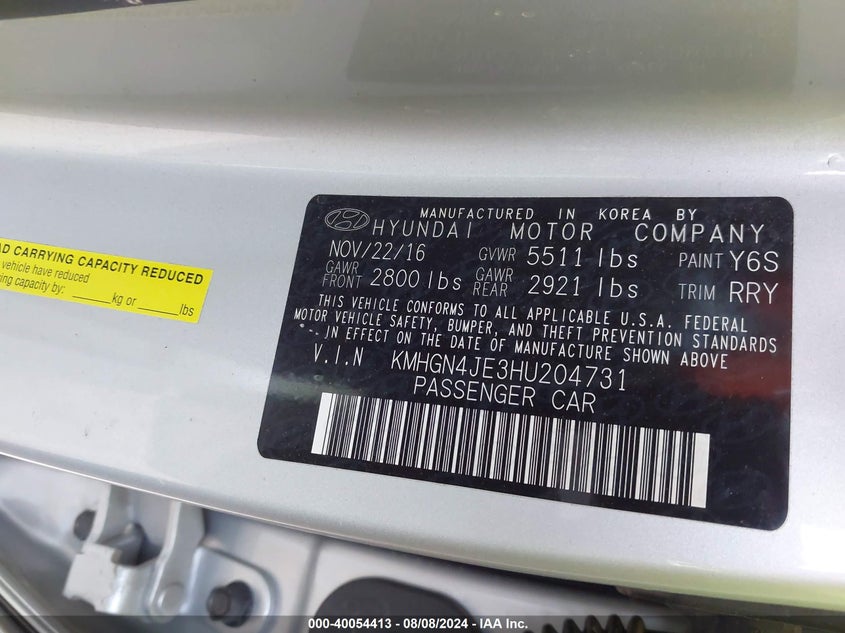 MANUFACTURED IN KOREA BY
HYUNDAI MOTOR COMPANY
NOV/22/16 GVWR 5511 lbs PAINT Y6S
GAWR FRONT 2800 lbs GAWR REAR 2921 lbs TRIM RRY
THIS VEHICLE CONFORMS TO ALL APPLICABLE U.S.A. FEDERAL
MOTOR VEHICLE SAFETY, BUMPER, AND THEFT PREVENTION STANDARDS
IN EFFECT ON THE DATE OF MANUFACTURE SHOWN ABOVE
V.I.N KMHGN4JE3HU204731
PASSENGER CAR
AD CARRYING CAPACITY REDUCED
vehicle have reduced
ing capacity by: ______kg or ______lbs
000-40054413 - 08/08/2024 - IAA Inc.